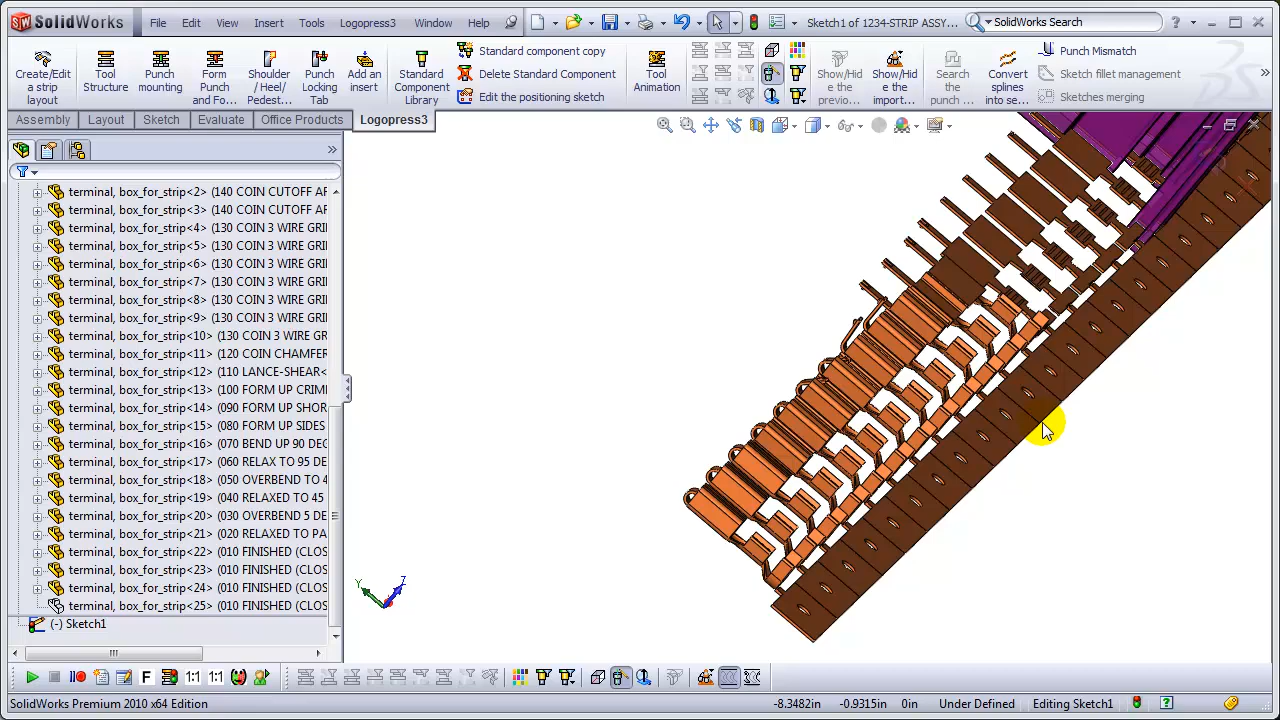 SolidWorks File Edit View Insert Tools Logopress3 Window Help Sketch1 of 1234-STRIP ASSY... SolidWorks Search
te/Edit a strip layout
Tool Structure
Punch mounting
Form Punch and Fo...
Shoulder / Heel/ Pedest...
Punch Locking Tab
Add an insert
Standard Component Library
Standard component copy
Delete Standard Component
Edit the positioning sketch
Tool Animation
Show/Hid e the previo...
Show/Hid e the import...
Search the punch ...
Convert splines into se...
Punch Mismatch
Sketch fillet management
Sketches merging
Assembly Layout Sketch Evaluate Office Products Logopress3
terminal, box_for_strip<2> (140 COIN CUTOFF AF
terminal, box_for_strip<3> (140 COIN CUTOFF AF
terminal, box_for_strip<4> (130 COIN 3 WIRE GRI
terminal, box_for_strip<5> (130 COIN 3 WIRE GRI
terminal, box_for_strip<6> (130 COIN 3 WIRE GRI
terminal, box_for_strip<7> (130 COIN 3 WIRE GRI
terminal, box_for_strip<8> (130 COIN 3 WIRE GRI
terminal, box_for_strip<9> (130 COIN 3 WIRE GRI
terminal, box_for_strip<10> (130 COIN 3 WIRE GR
terminal, box_for_strip<11> (120 COIN CHAMFER
terminal, box_for_strip<12> (110 LANCE-SHEAR<
terminal, box_for_strip<13> (100 FORM UP CRIM
terminal, box_for_strip<14> (090 FORM UP SHOR
terminal, box_for_strip<15> (080 FORM UP SIDES
terminal, box_for_strip<16> (070 BEND UP 90 DEG
terminal, box_for_strip<17> (060 RELAX TO 95 DE
terminal, box_for_strip<18> (050 OVERBEND TO 4
terminal, box_for_strip<19> (040 RELAXED TO 45
terminal, box_for_strip<20> (030 OVERBEND 5 DE
terminal, box_for_strip<21> (020 RELAXED TO PA
terminal, box_for_strip<22> (010 FINISHED (CLOS
terminal, box_for_strip<23> (010 FINISHED (CLOS
terminal, box_for_strip<24> (010 FINISHED (CLOS
terminal, box_for_strip<25> (010 FINISHED (CLOS
(-) Sketch1
Y Z
F 1:1 1:1
SolidWorks Premium 2010 x64 Edition -8.3482in -0.9315in 0in Under Defined Editing Sketch1